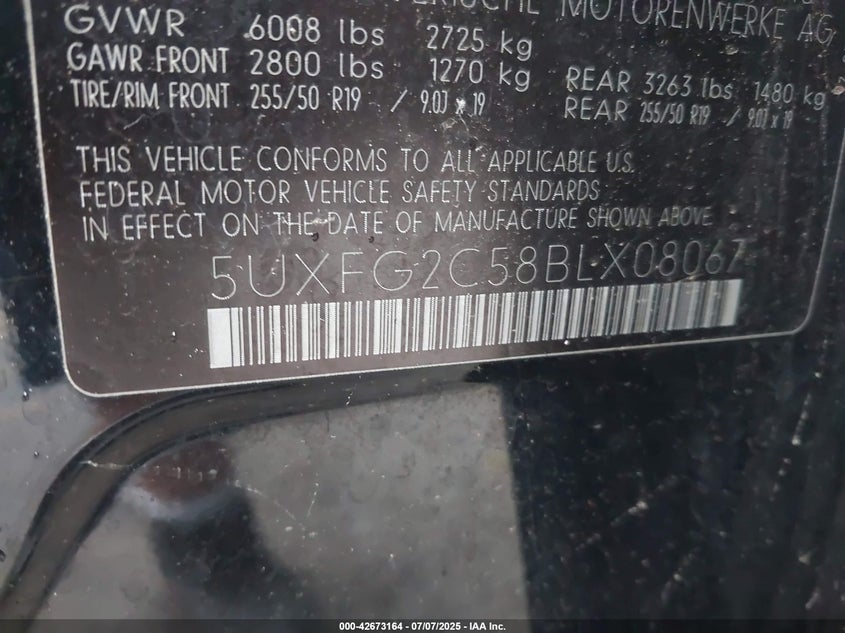 MOTORENWERKE AG
GVWR 6008 lbs 2725 kg
GAWR FRONT 2800 lbs 1270 kg REAR 3263 lbs 1480 kg
TIRE/RIM FRONT 255/50 R19 / 9.0J x 19 REAR 255/50 R19 / 9.0J x 19
THIS VEHICLE CONFORMS TO ALL APPLICABLE U.S.
FEDERAL MOTOR VEHICLE SAFETY STANDARDS
IN EFFECT ON THE DATE OF MANUFACTURE SHOWN ABOVE
5UXFG2C58BLX08067
000-42673164 / 07/07/2025 - IAA Inc.